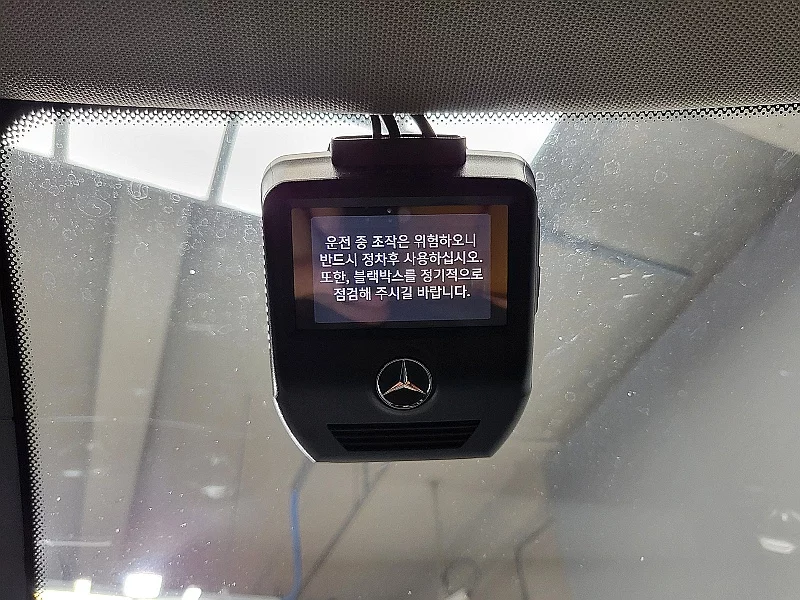 운전 중 조작은 위험하오니
반드시 정차후 사용하십시오.
또한, 블랙박스를 정기적으로
점검해 주시길 바랍니다.